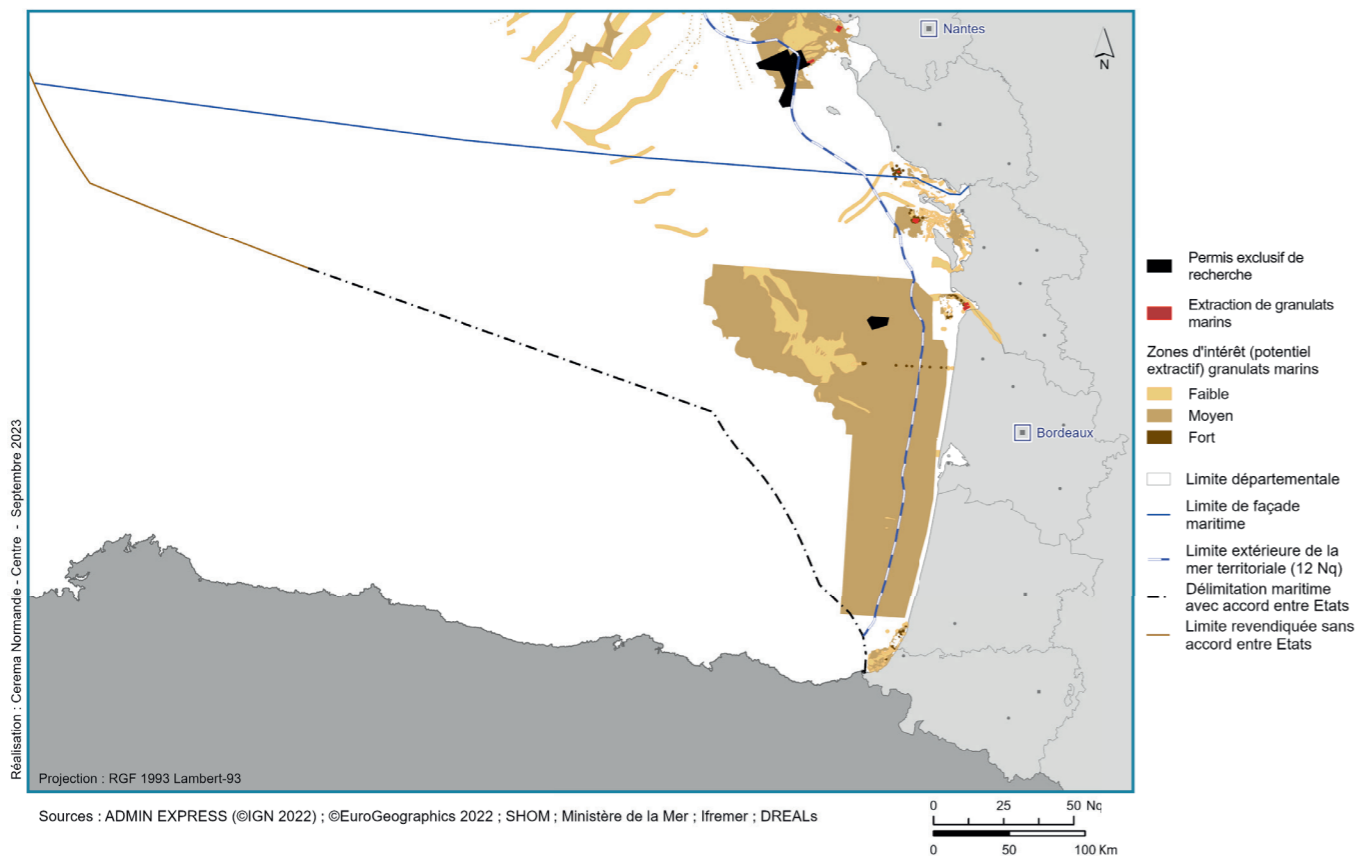 Nantes
N
Bordeaux
Permis exclusif de
recherche
Extraction de granulats
marins
Zones d'intérêt (potentiel
extractif) granulats marins
Faible
Moyen
Fort
Limite départementale
Limite de façade
maritime
Limite extérieure de la
mer territoriale (12 Nq)
Délimitation maritime
avec accord entre Etats
Limite revendiquée sans
accord entre Etats
Réalisation : Cerema Normandie - Centre - Septembre 2023
Projection : RGF 1993 Lambert-93
Sources : ADMIN EXPRESS (©IGN 2022) ; ©EuroGeographics 2022 ; SHOM ; Ministère de la Mer ; Ifremer ; DREALs
0 25 50 Nq
0 50 100 Km